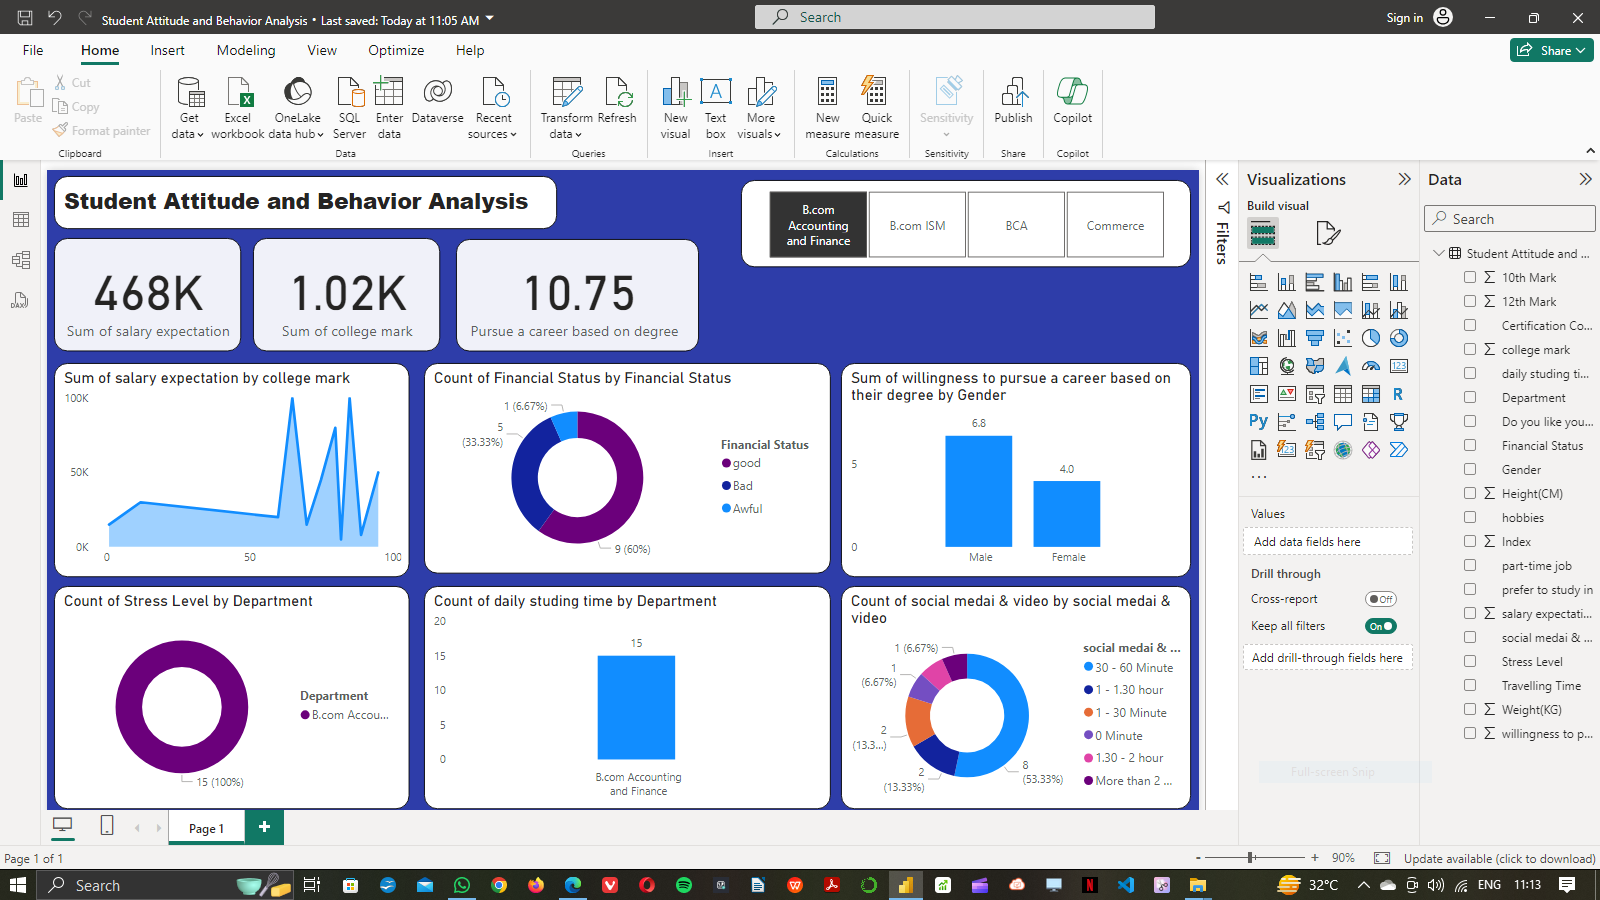 Student Attitude and Behavior Analysis • Last saved: Today at 11:05 AM
Search
Sign in
File Home Insert Modeling View Optimize Help
Share
Paste
Cut
Copy
Format painter
Clipboard
Get data
Excel workbook
OneLake data hub
SQL Server
Enter data
Dataverse
Recent sources
Data
Transform data
Refresh
Queries
New visual
Text box
More visuals
Insert
New measure
Quick measure
Calculations
Sensitivity
Sensitivity
Publish
Share
Copilot
Copilot
Student Attitude and Behavior Analysis
B.com Accounting and Finance
B.com ISM
BCA
Commerce
468K
Sum of salary expectation
1.02K
Sum of college mark
10.75
Pursue a career based on degree
Sum of salary expectation by college mark
100K
50K
0K
0 50 100
Count of Financial Status by Financial Status
1 (6.67%)
5
(33.33%)
9 (60%)
Financial Status
good
Bad
Awful
Sum of willingness to pursue a career based on
their degree by Gender
6.8
4.0
5
0
Male Female
Count of Stress Level by Department
15 (100%)
Department
B.com Accou...
Count of daily studing time by Department
20
15
10
5
0
15
B.com Accounting
and Finance
Count of social medai & video by social medai &
video
1 (6.67%)
1
(6.67%)
2
(13.3...)
2
(13.33%)
8
(53.33%)
social medai & ...
30 - 60 Minute
1 - 1.30 hour
1 - 30 Minute
0 Minute
1.30 - 2 hour
More than 2 ...
Filters
Visualizations
Build visual
R
Py
123
...
Values
Add data fields here
Drill through
Cross-report
Off
Keep all filters
On
Add drill-through fields here
Data
Search
Student Attitude and ...
10th Mark
12th Mark
Certification Co...
college mark
daily studing ti...
Department
Do you like you...
Financial Status
Gender
Height(CM)
hobbies
Index
part-time job
prefer to study in
salary expectati...
social medai & ...
Stress Level
Travelling Time
Weight(KG)
willingness to p...
Full-screen Snip
Page 1
+
Page 1 of 1
- + 90%
Update available (click to download)
Search
32°C
ENG
11:13